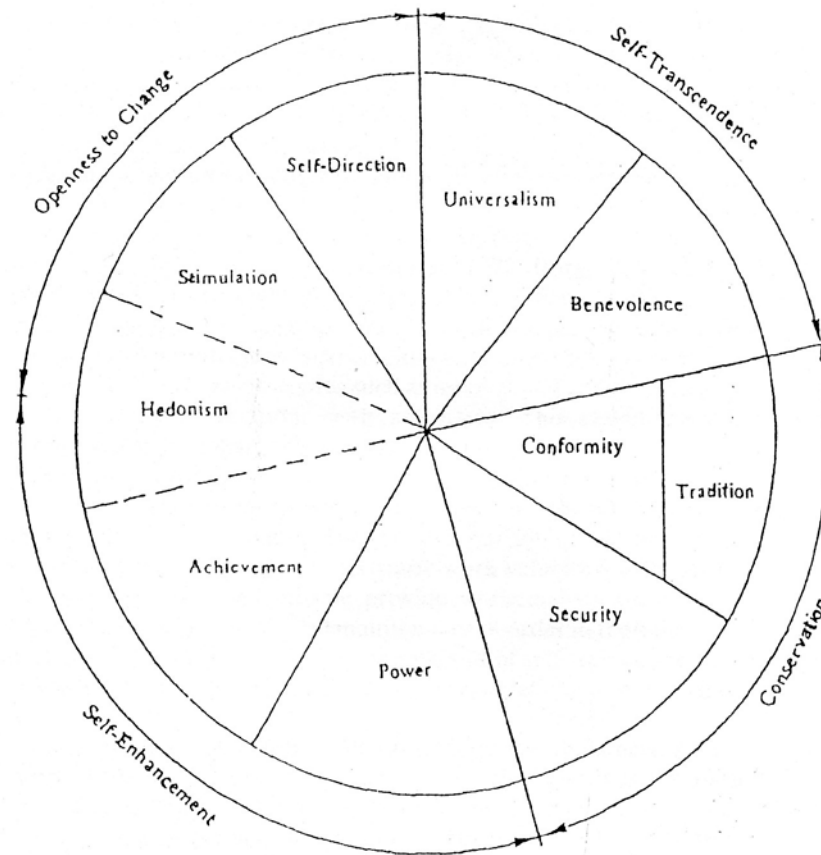 Openness to Change
Self-Transcendence
Self-Direction
Universalism
Stimulation
Benevolence
Hedonism
Conformity
Tradition
Achievement
Security
Power
Conservation
Self-Enhancement